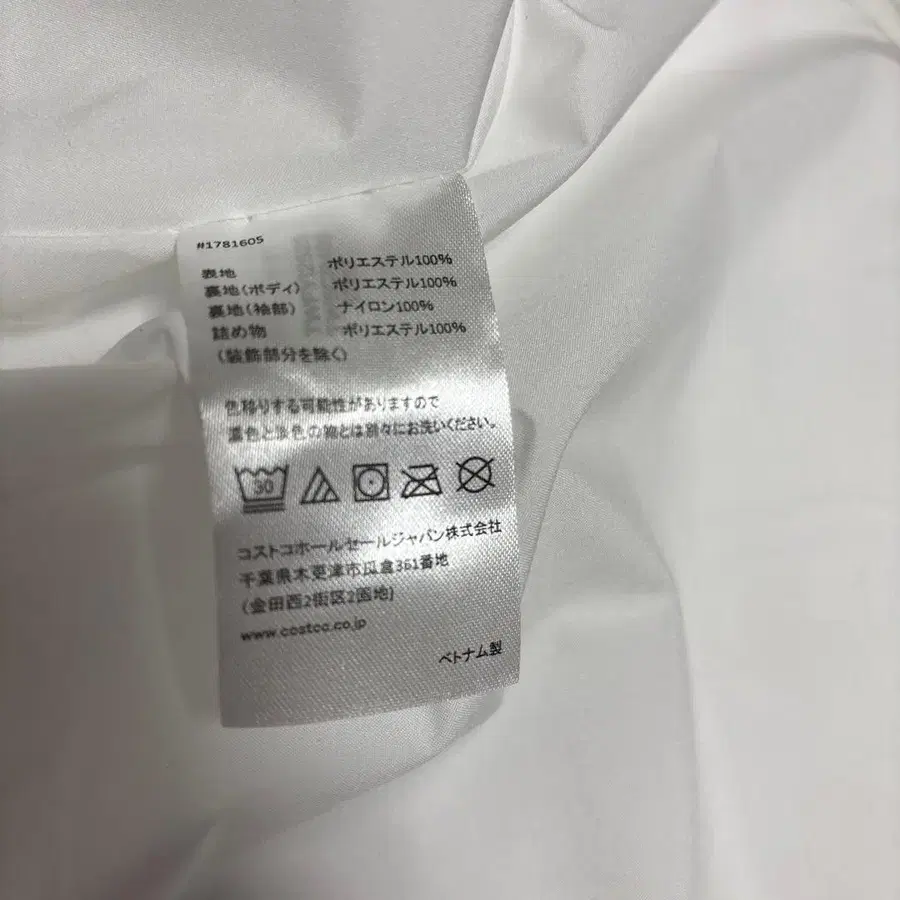 #1781605
表地 ポリエステル100%
裏地(ボディ) ポリエステル100%
裏地(袖部) ナイロン100%
詰め物 ポリエステル100%
(装飾部分を除く)
色移りする可能性がありますので
濃色と淡色の物とは別々にお洗いください。
30
コストコホールセールジャパン株式会社
千葉県木更津市瓜倉361番地
(金田西2街区2画地)
www.costco.co.jp
ベトナム製